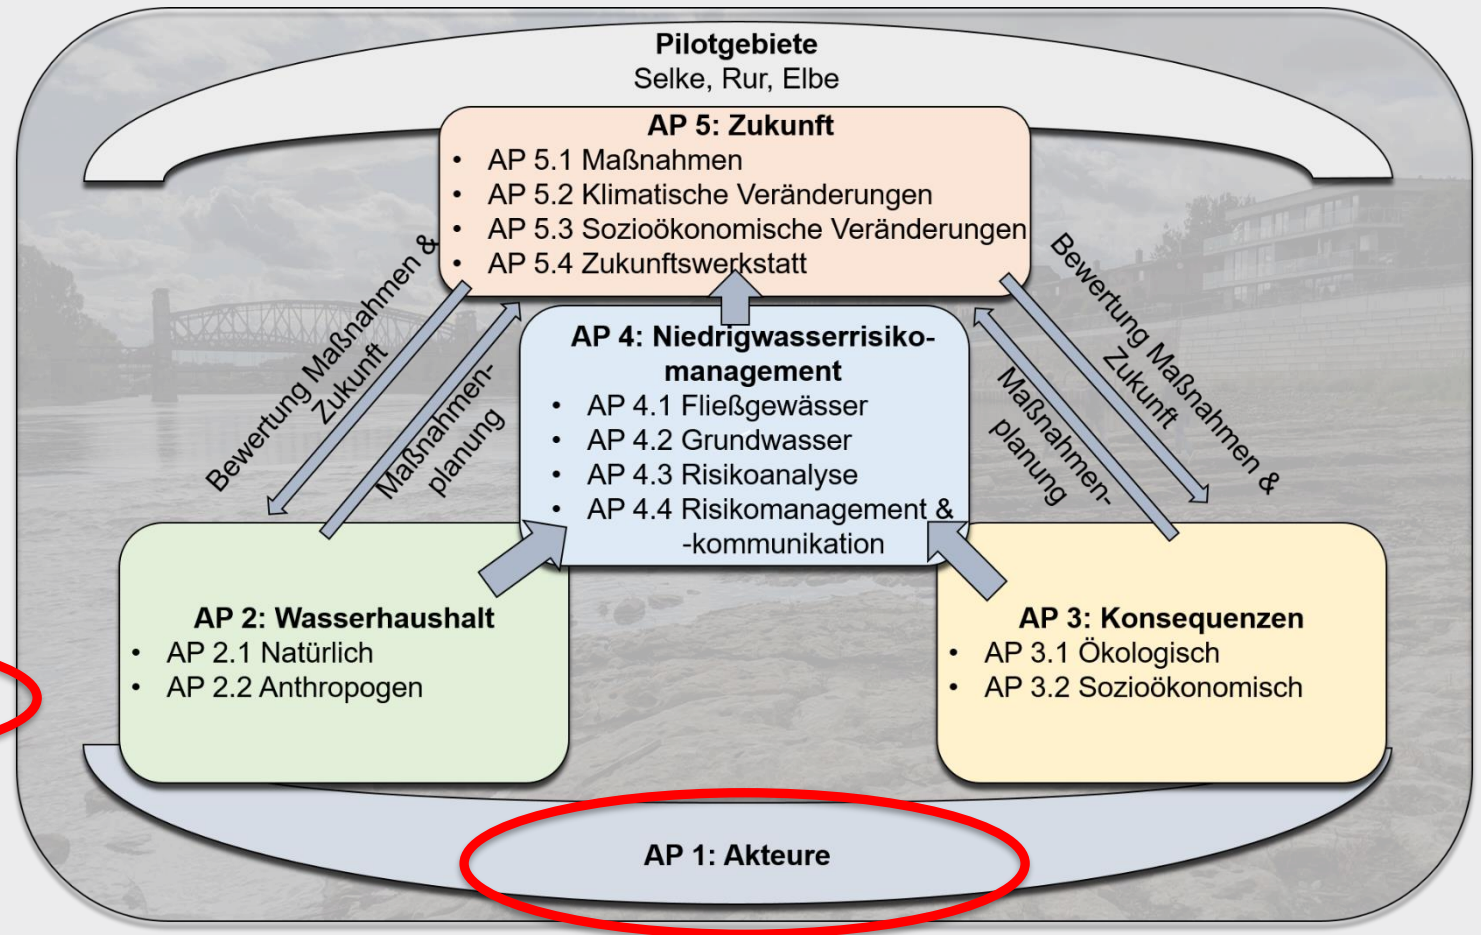 Pilotgebiete
Selke, Rur, Elbe
AP 5: Zukunft
• AP 5.1 Maßnahmen
• AP 5.2 Klimatische Veränderungen
• AP 5.3 Sozioökonomische Veränderungen
• AP 5.4 Zukunftswerkstatt
Bewertung Maßnahmen &
Zukunft
Maßnahmen-
planung
AP 4: Niedrigwasserrisiko-
management
• AP 4.1 Fließgewässer
• AP 4.2 Grundwasser
• AP 4.3 Risikoanalyse
• AP 4.4 Risikomanagement &
-kommunikation
Bewertung Maßnahmen &
Zukunft
Maßnahmen-
planung
AP 2: Wasserhaushalt
• AP 2.1 Natürlich
• AP 2.2 Anthropogen
AP 3: Konsequenzen
• AP 3.1 Ökologisch
• AP 3.2 Sozioökonomisch
AP 1: Akteure